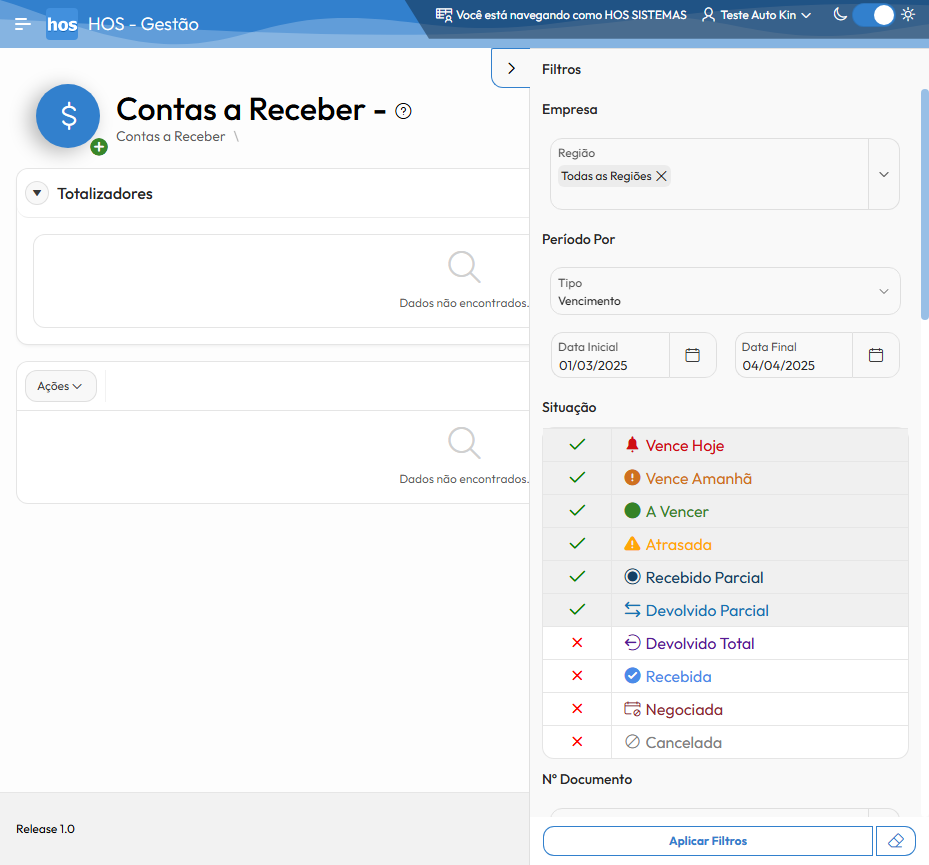 hos HOS - Gestão
Você está navegando como HOS SISTEMAS
Teste Auto Kin
Contas a Receber -
Contas a Receber \
Totalizadores
Dados não encontrados.
Ações
Dados não encontrados.
Release 1.0
Filtros
Empresa
Região
Todas as Regiões
Período Por
Tipo
Vencimento
Data Inicial
01/03/2025
Data Final
04/04/2025
Situação
Vence Hoje
Vence Amanhã
A Vencer
Atrasada
Recebido Parcial
Devolvido Parcial
Devolvido Total
Recebida
Negociada
Cancelada
Nº Documento
Aplicar Filtros